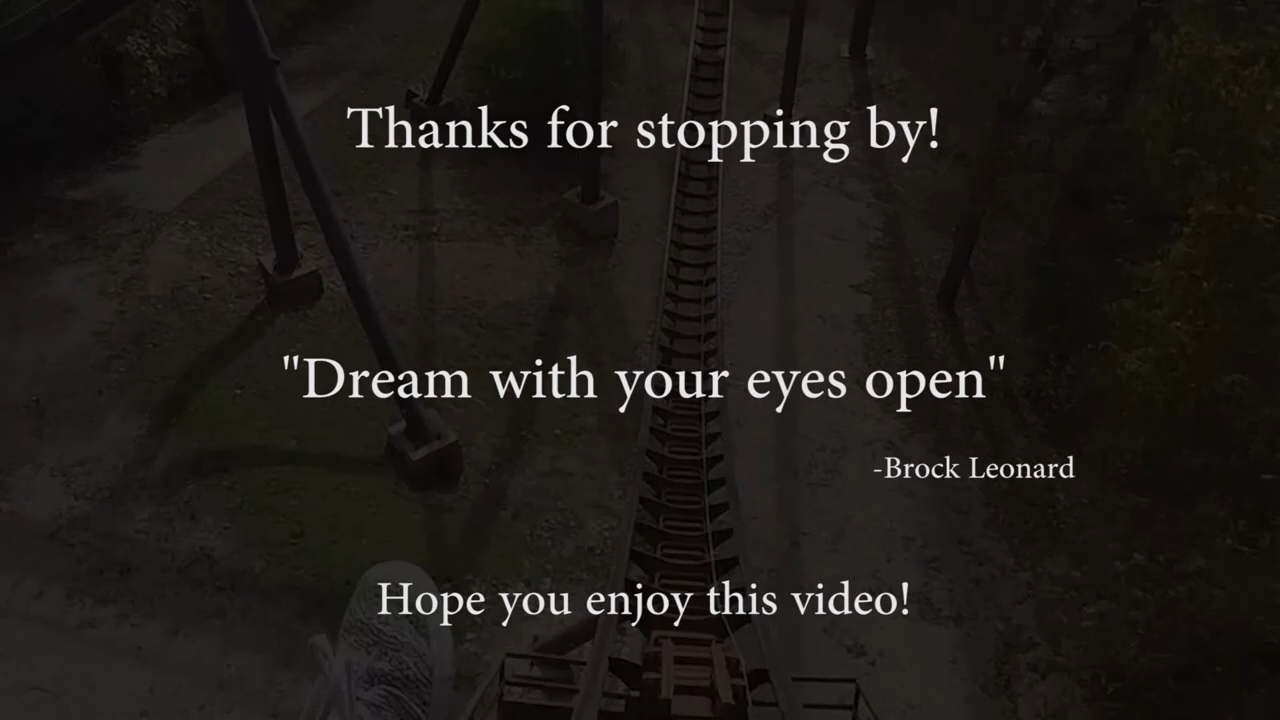 Thanks for stopping by!
"Dream with your eyes open"
-Brock Leonard
Hope you enjoy this video!